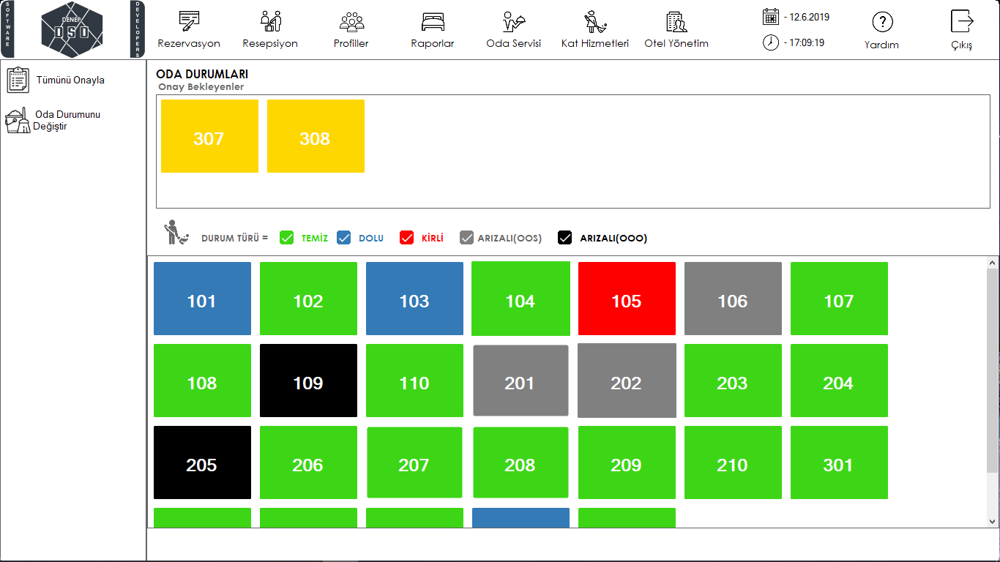 SOFTWARE
DENEP
OSD
DEVELOPERS
Rezervasyon
Resepsiyon
Profiller
Raporlar
Oda Servisi
Kat Hizmetleri
Otel Yönetim
- 12.6.2019
- 17:09:19
Yardım
Çıkış
Tümünü Onayla
Oda Durumunu
Değiştir
ODA DURUMLARI
Onay Bekleyenler
307 308
DURUM TÜRÜ = TEMİZ DOLU KİRLİ ARIZALI(OOS) ARIZALI(OOO)
101 102 103 104 105 106 107
108 109 110 201 202 203 204
205 206 207 208 209 210 301